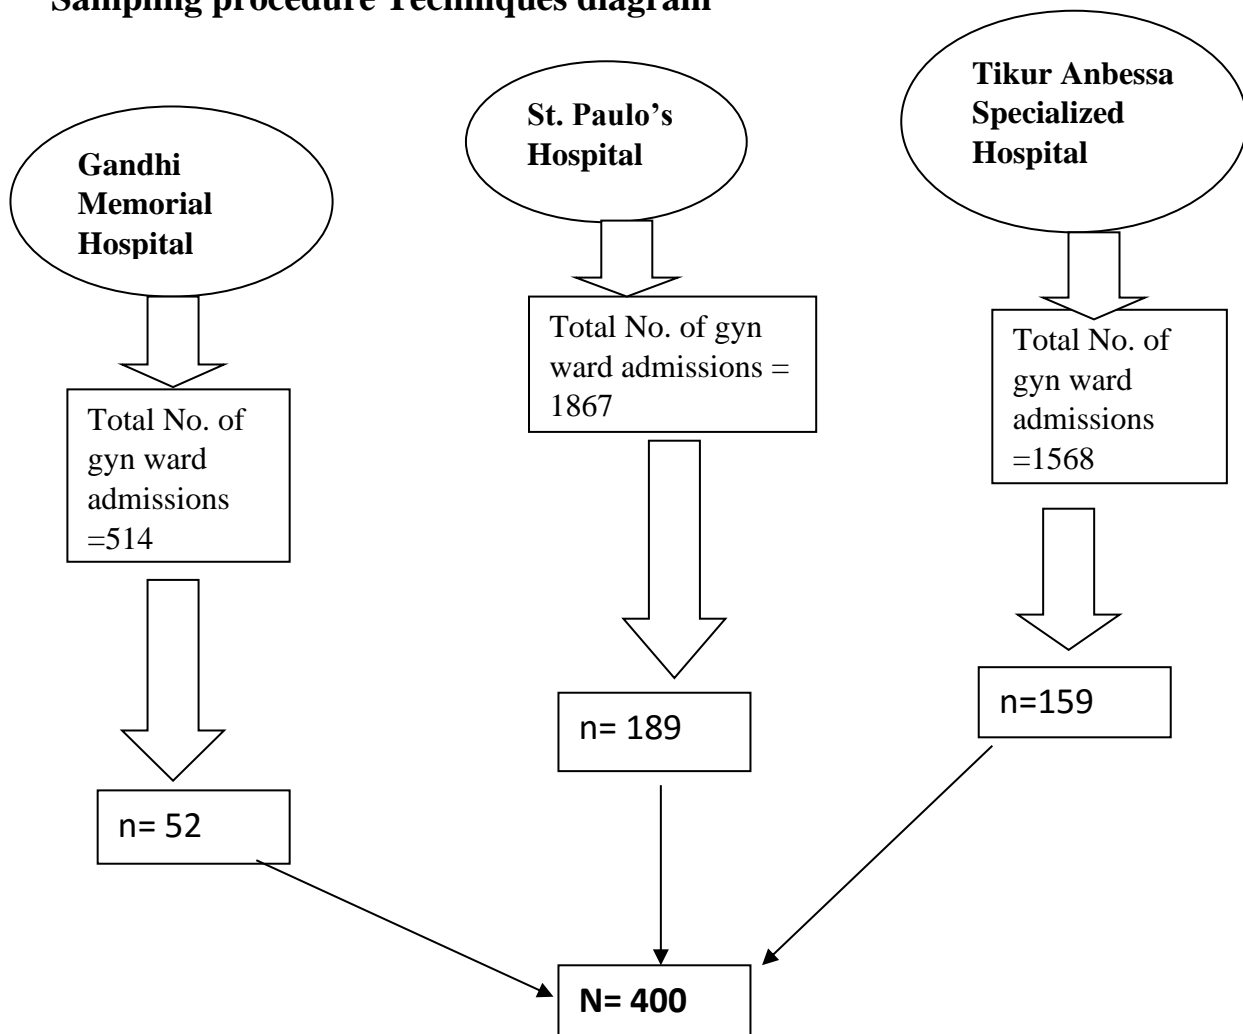 Sampling procedure Techniques diagram
Gandhi
Memorial
Hospital
St. Paulo’s
Hospital
Tikur Anbessa
Specialized
Hospital
Total No. of
gyn ward
admissions
=514
Total No. of gyn
ward admissions =
1867
Total No. of
gyn ward
admissions
=1568
n= 52
n= 189
n=159
N= 400